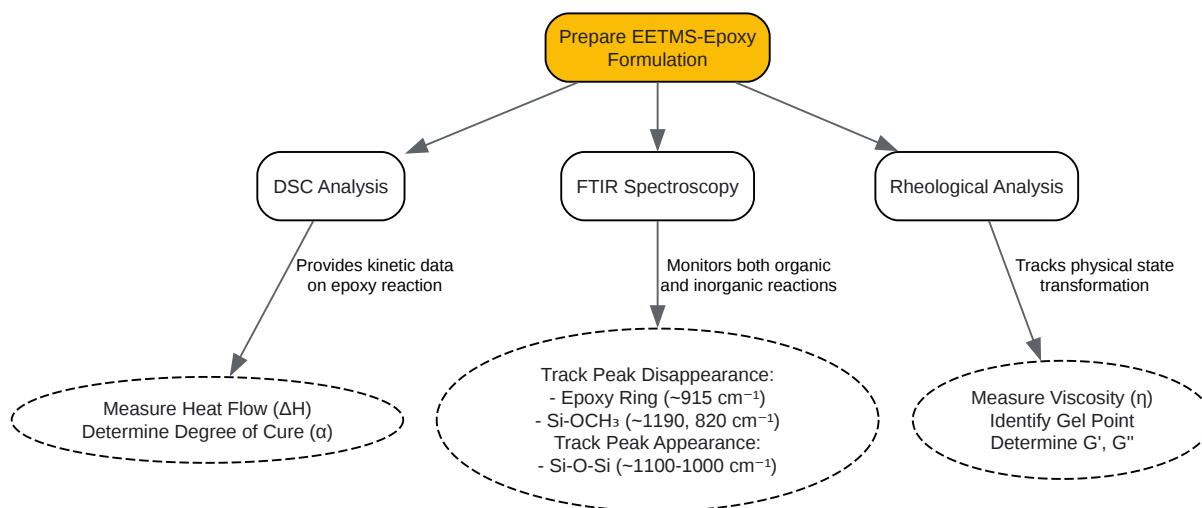 Prepare EETMS-Epoxy
Formulation
DSC Analysis
FTIR Spectroscopy
Rheological Analysis
Provides kinetic data
on epoxy reaction
Monitors both organic
and inorganic reactions
Tracks physical state
transformation
Measure Heat Flow (ΔH)
Determine Degree of Cure (α)
Track Peak Disappearance:
- Epoxy Ring (~915 cm⁻¹)
- Si-OCH₃ (~1190, 820 cm⁻¹)
Track Peak Appearance:
- Si-O-Si (~1100-1000 cm⁻¹)
Measure Viscosity (η)
Identify Gel Point
Determine G', G''